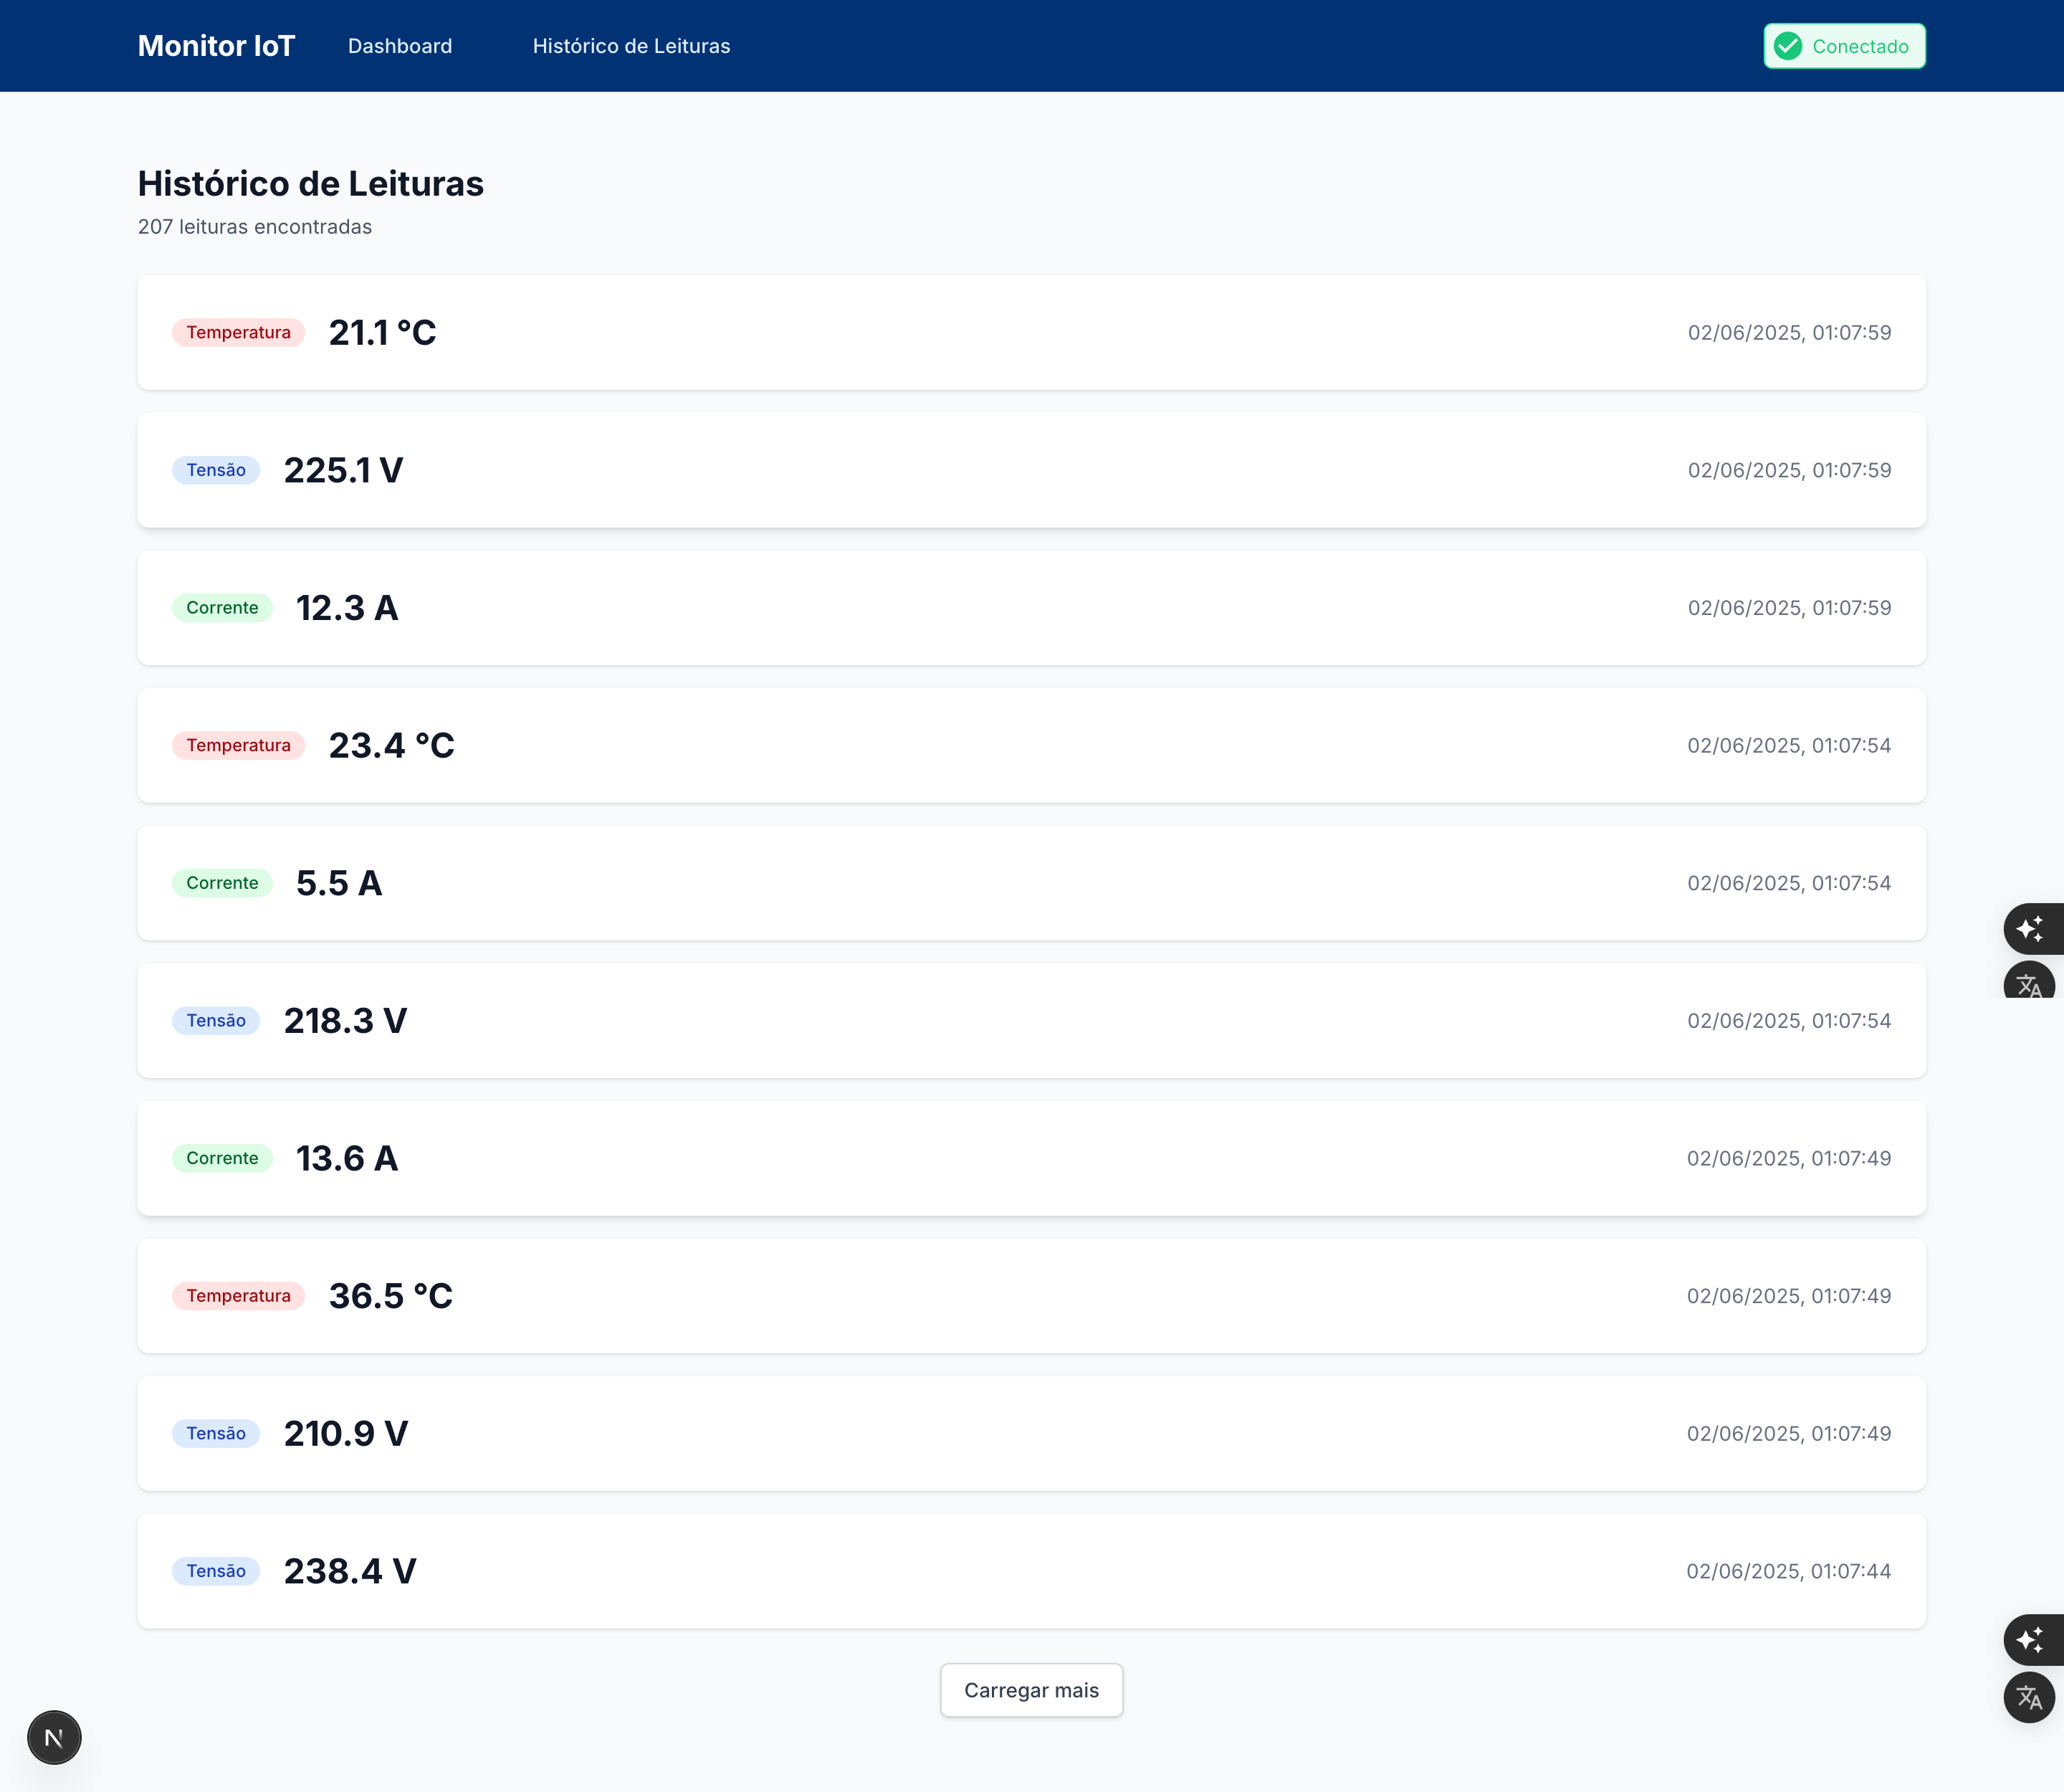 Monitor IoT Dashboard Histórico de Leituras Conectado
Histórico de Leituras
207 leituras encontradas
Temperatura 21.1 °C 02/06/2025, 01:07:59
Tensão 225.1 V 02/06/2025, 01:07:59
Corrente 12.3 A 02/06/2025, 01:07:59
Temperatura 23.4 °C 02/06/2025, 01:07:54
Corrente 5.5 A 02/06/2025, 01:07:54
Tensão 218.3 V 02/06/2025, 01:07:54
Corrente 13.6 A 02/06/2025, 01:07:49
Temperatura 36.5 °C 02/06/2025, 01:07:49
Tensão 210.9 V 02/06/2025, 01:07:49
Tensão 238.4 V 02/06/2025, 01:07:44
Carregar mais
N